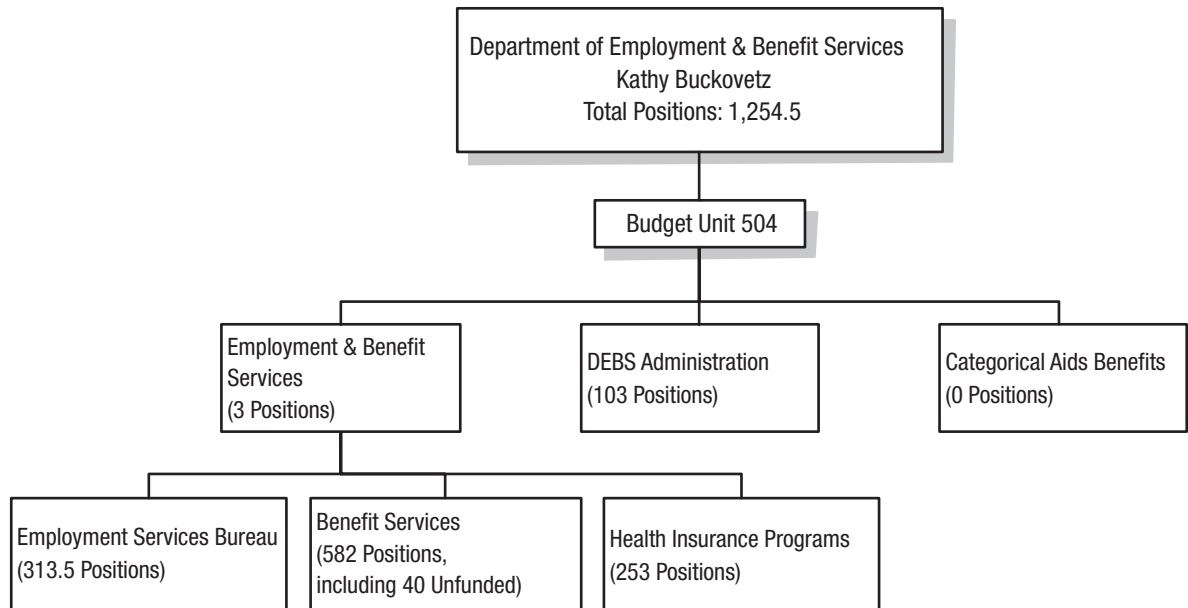 Department of Employment & Benefit Services
Kathy Buckovetz
Total Positions: 1,254.5
Budget Unit 504
Employment & Benefit
Services
(3 Positions)
DEBS Administration
(103 Positions)
Categorical Aids Benefits
(0 Positions)
Employment Services Bureau
(313.5 Positions)
Benefit Services
(582 Positions,
including 40 Unfunded)
Health Insurance Programs
(253 Positions)